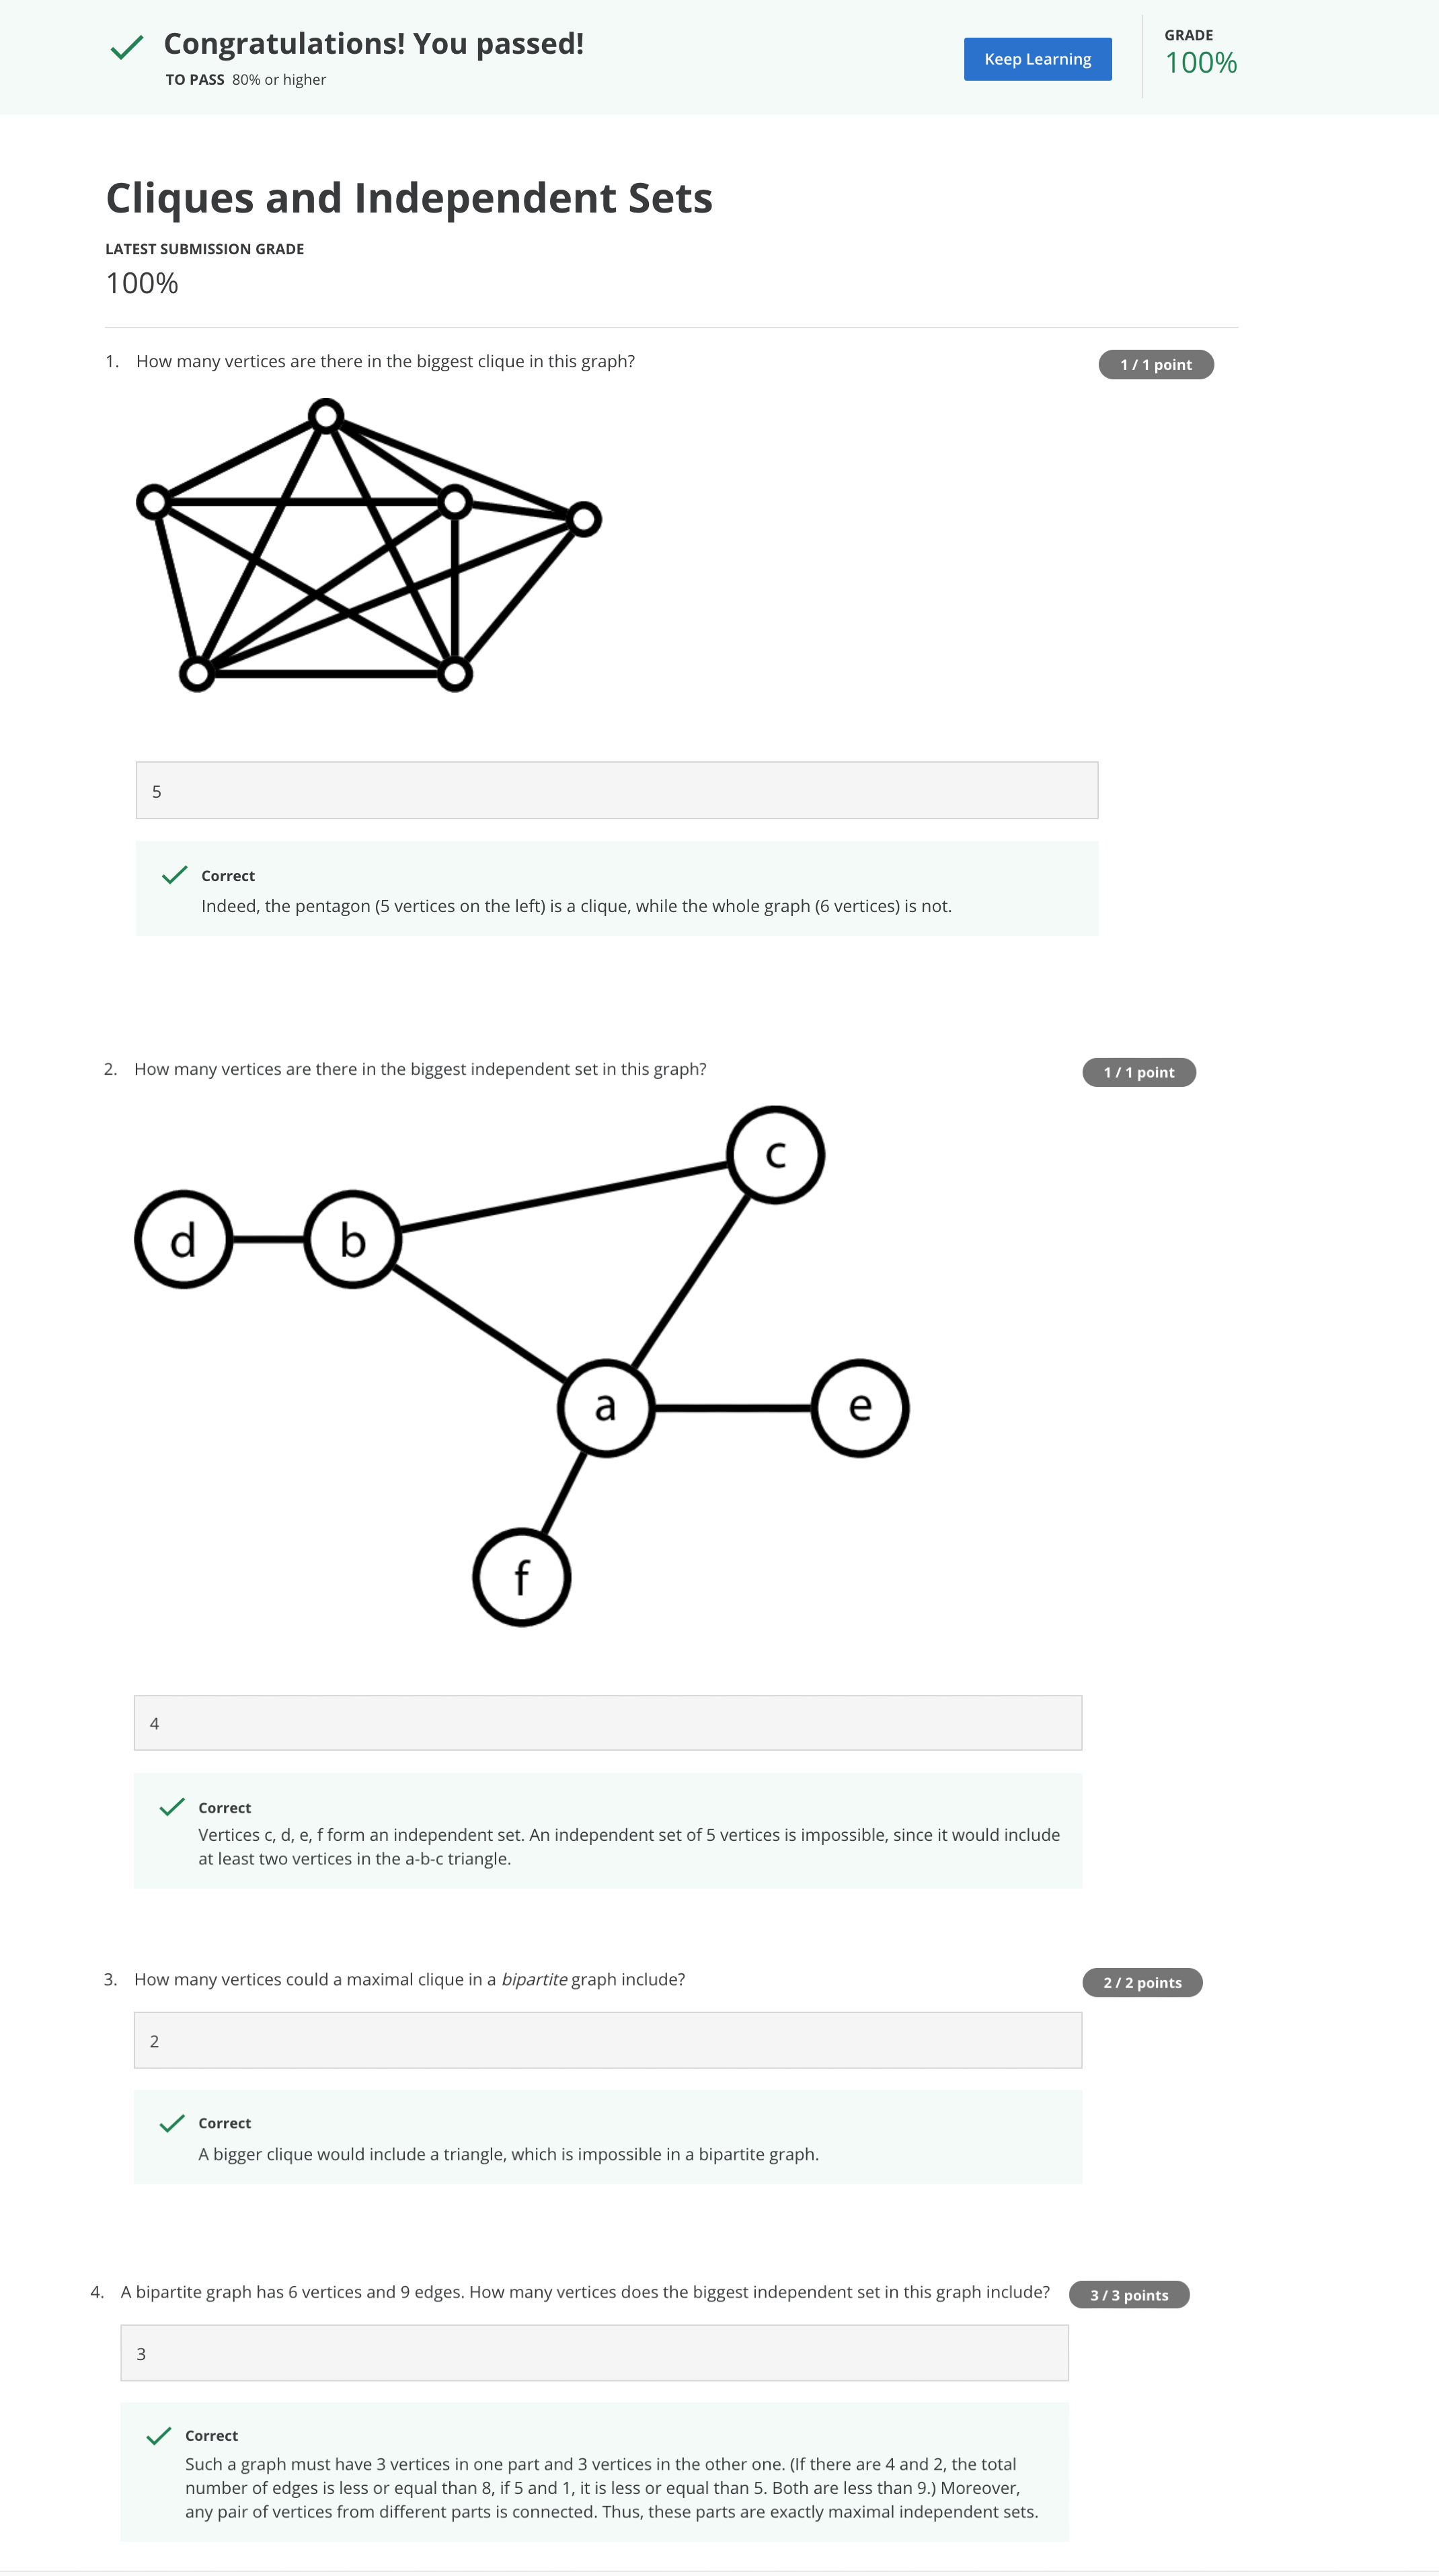 Congratulations! You passed!
TO PASS 80% or higher
Keep Learning
GRADE
100%
Cliques and Independent Sets
LATEST SUBMISSION GRADE
100%
1. How many vertices are there in the biggest clique in this graph?
1 / 1 point
5
Correct
Indeed, the pentagon (5 vertices on the left) is a clique, while the whole graph (6 vertices) is not.
2. How many vertices are there in the biggest independent set in this graph?
1 / 1 point
c
d
b
a
e
f
4
Correct
Vertices c, d, e, f form an independent set. An independent set of 5 vertices is impossible, since it would include
at least two vertices in the a-b-c triangle.
3. How many vertices could a maximal clique in a bipartite graph include?
2 / 2 points
2
Correct
A bigger clique would include a triangle, which is impossible in a bipartite graph.
4. A bipartite graph has 6 vertices and 9 edges. How many vertices does the biggest independent set in this graph include?
3 / 3 points
3
Correct
Such a graph must have 3 vertices in one part and 3 vertices in the other one. (If there are 4 and 2, the total
number of edges is less or equal than 8, if 5 and 1, it is less or equal than 5. Both are less than 9.) Moreover,
any pair of vertices from different parts is connected. Thus, these parts are exactly maximal independent sets.